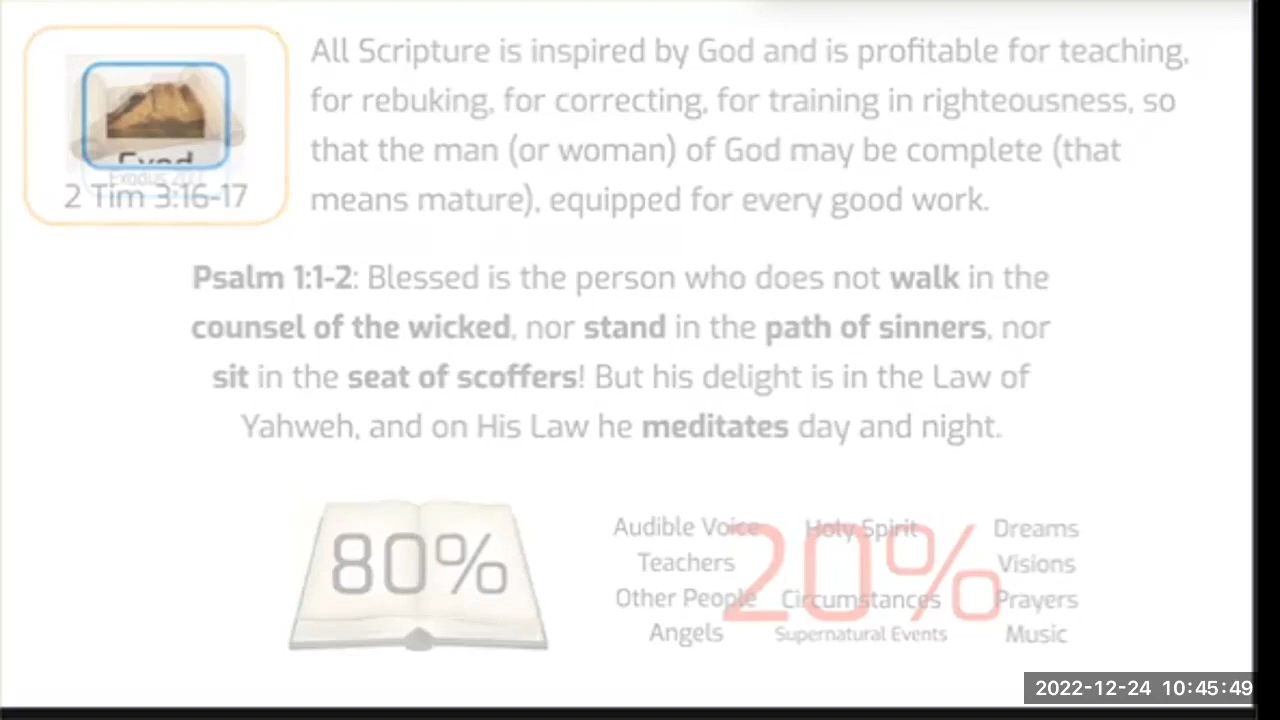 All Scripture is inspired by God and is profitable for teaching,
for rebuking, for correcting, for training in righteousness, so
that the man (or woman) of God may be complete (that
means mature), equipped for every good work.
Exod
Exodus
2 Tim 3:16-17
Psalm 1:1-2: Blessed is the person who does not walk in the
counsel of the wicked, nor stand in the path of sinners, nor
sit in the seat of scoffers! But his delight is in the Law of
Yahweh, and on His Law he meditates day and night.
80%
20%
Audible Voice Holy Spirit Dreams
Teachers Visions
Other People Circumstances Prayers
Angels Supernatural Events Music
2022-12-24 10:45:49